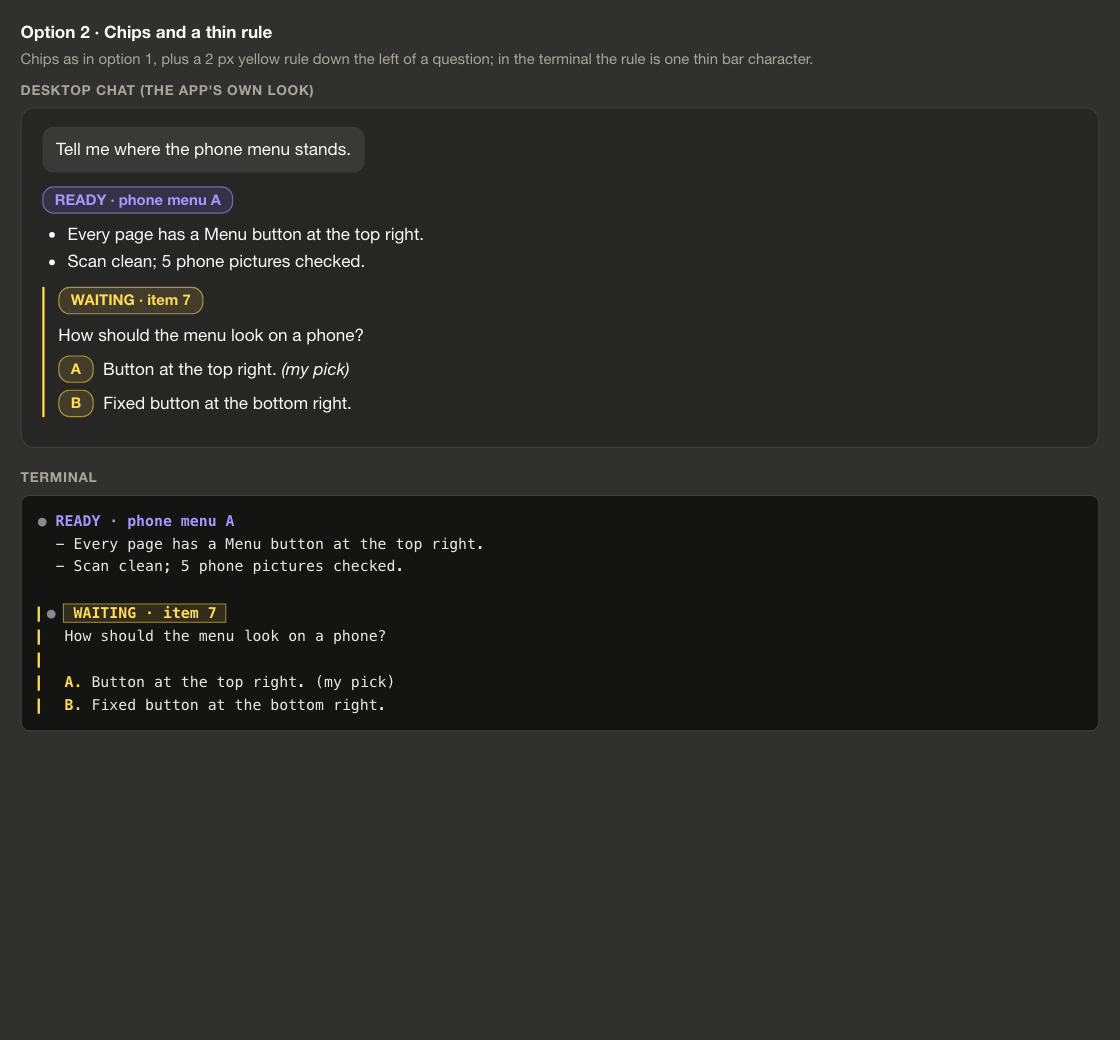 Option 2 · Chips and a thin rule
Chips as in option 1, plus a 2 px yellow rule down the left of a question; in the terminal the rule is one thin bar character.
DESKTOP CHAT (THE APP'S OWN LOOK)
Tell me where the phone menu stands.
READY · phone menu A
• Every page has a Menu button at the top right.
• Scan clean; 5 phone pictures checked.
WAITING · item 7
How should the menu look on a phone?
A Button at the top right. (my pick)
B Fixed button at the bottom right.
TERMINAL
● READY · phone menu A
– Every page has a Menu button at the top right.
– Scan clean; 5 phone pictures checked.
| ● WAITING · item 7
| How should the menu look on a phone?
|
| A. Button at the top right. (my pick)
| B. Fixed button at the bottom right.